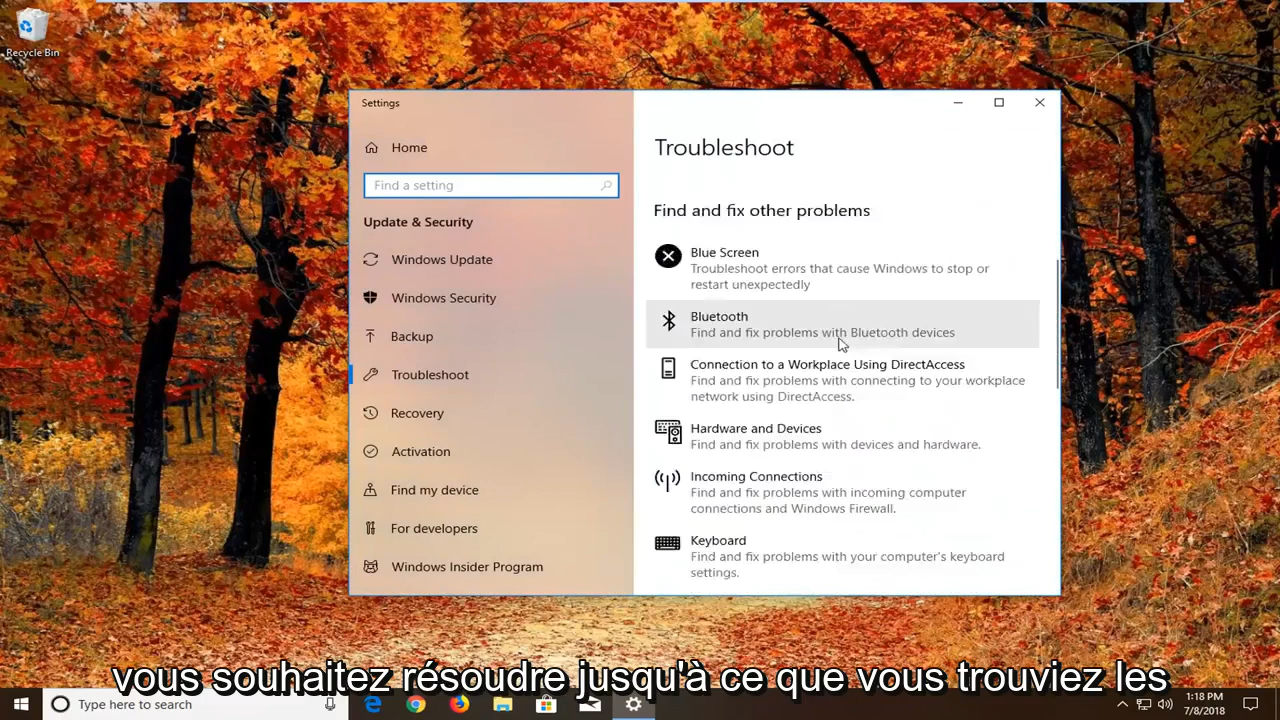 Recycle Bin
Settings
Home
Find a setting
Update & Security
Windows Update
Windows Security
Backup
Troubleshoot
Recovery
Activation
Find my device
For developers
Windows Insider Program
Troubleshoot
Find and fix other problems
Blue Screen
Troubleshoot errors that cause Windows to stop or
restart unexpectedly
Bluetooth
Find and fix problems with Bluetooth devices
Connection to a Workplace Using DirectAccess
Find and fix problems with connecting to your workplace
network using DirectAccess.
Hardware and Devices
Find and fix problems with devices and hardware.
Incoming Connections
Find and fix problems with incoming computer
connections and Windows Firewall.
Keyboard
Find and fix problems with your computer's keyboard
settings.
vous souhaitez résoudre jusqu'à ce que vous trouviez les
Type here to search
1:18 PM
7/8/2018